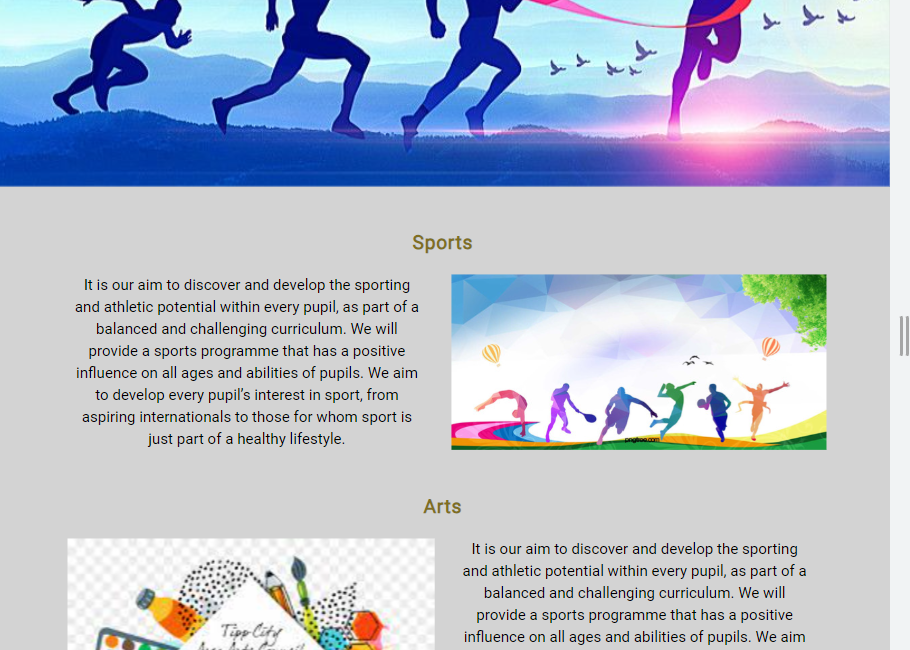 Sports
It is our aim to discover and develop the sporting
and athletic potential within every pupil, as part of a
balanced and challenging curriculum. We will
provide a sports programme that has a positive
influence on all ages and abilities of pupils. We aim
to develop every pupil’s interest in sport, from
aspiring internationals to those for whom sport is
just part of a healthy lifestyle.
pngtree.com
Arts
Tipp City
It is our aim to discover and develop the sporting
and athletic potential within every pupil, as part of a
balanced and challenging curriculum. We will
provide a sports programme that has a positive
influence on all ages and abilities of pupils. We aim